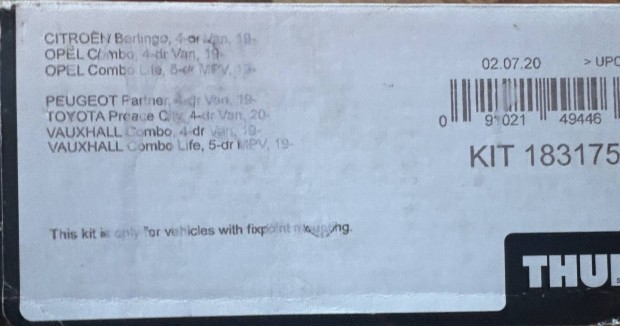 CITROËN Berlingo, 4-dr Van, 19-
OPEL Combo, 4-dr Van, 19-
OPEL Combo Life, 5-dr MPV,
PEUGEOT Partner, 4-dr Van, 19-
TOYOTA Proace City, 4-dr Van, 20-
VAUXHALL Combo, 4-dr Van, 19-
VAUXHALL Combo Life, 5-dr MPV, 19-
This kit is only for vehicles with fixpoint mounting.
02.07.20 > UPC
0 91021 49446
KIT 183175
THU